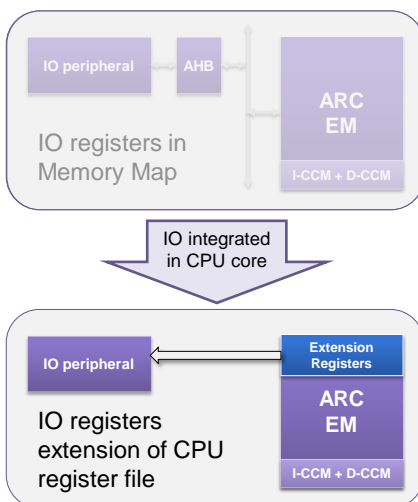 IO peripheral
AHB
ARC
EM
IO registers in
Memory Map
I-CCM + D-CCM
IO integrated
in CPU core
Extension
Registers
IO peripheral
ARC
EM
IO registers
extension of CPU
register file
I-CCM + D-CCM